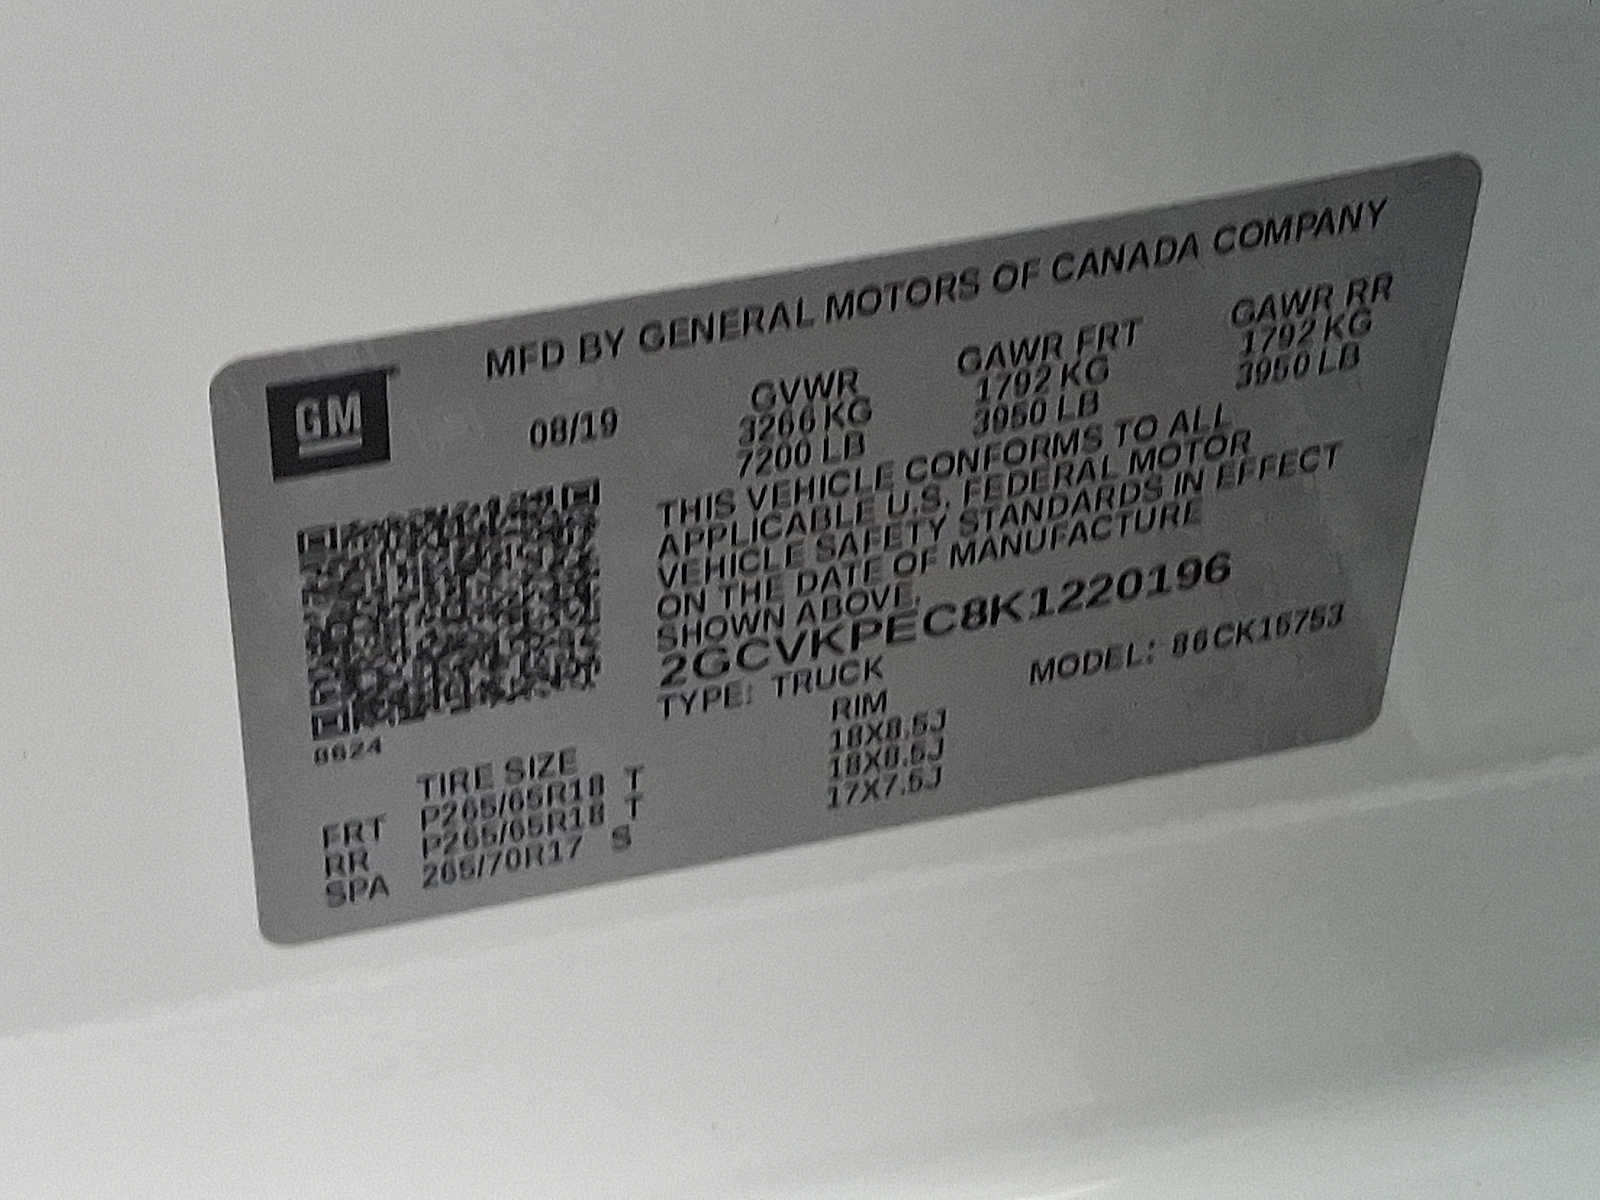 MFD BY GENERAL MOTORS OF CANADA COMPANY
GM
08/19 GVWR GAWR FRT GAWR RR
3266 KG 1792 KG 1792 KG
7200 LB 3950 LB 3950 LB
THIS VEHICLE CONFORMS TO ALL
APPLICABLE U.S. FEDERAL MOTOR
VEHICLE SAFETY STANDARDS IN EFFECT
ON THE DATE OF MANUFACTURE
SHOWN ABOVE.
2GCVKPEC8K1220196
TYPE: TRUCK MODEL: 86CK15753
8624
TIRE SIZE RIM
FRT P265/65R18 T 18X8.5J
RR P265/65R18 T 18X8.5J
SPA 265/70R17 S 17X7.5J